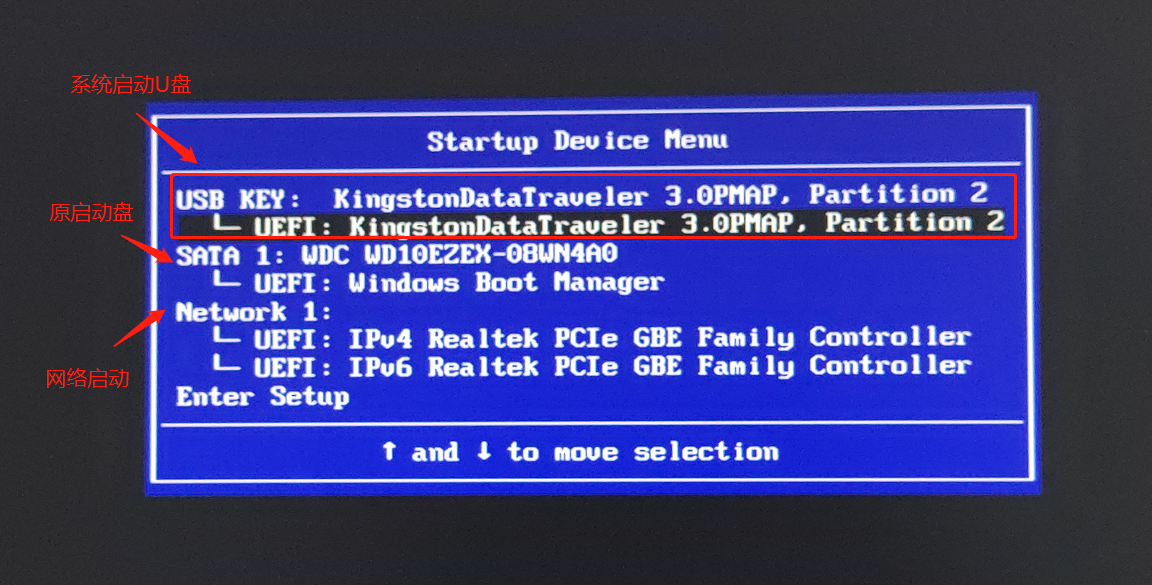 系统启动U盘
Startup Device Menu
USB KEY: KingstonDataTraveler 3.0PMAP, Partition 2
UEFI: KingstonDataTraveler 3.0PMAP, Partition 2
原启动盘
SATA 1: WDC WD10EZEX-08WN4A0
UEFI: Windows Boot Manager
Network 1:
UEFI: IPv4 Realtek PCIe GBE Family Controller
UEFI: IPv6 Realtek PCIe GBE Family Controller
网络启动
Enter Setup
↑ and ↓ to move selection